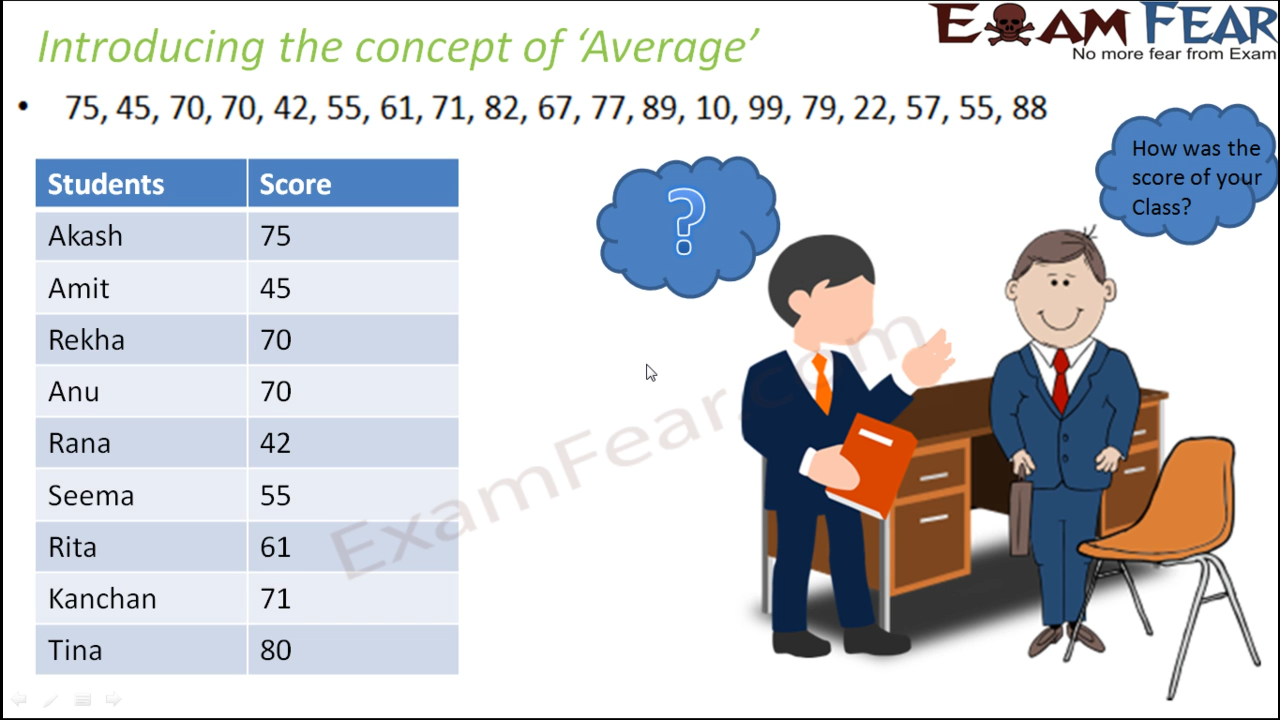 Introducing the concept of ‘Average’
EXAM FEAR
No more fear from Exam
• 75, 45, 70, 70, 42, 55, 61, 71, 82, 67, 77, 89, 10, 99, 79, 22, 57, 55, 88
How was the
score of your
Class?
?
Students Score
Akash 75
Amit 45
Rekha 70
Anu 70
Rana 42
Seema 55
Rita 61
Kanchan 71
Tina 80
ExamFear.com